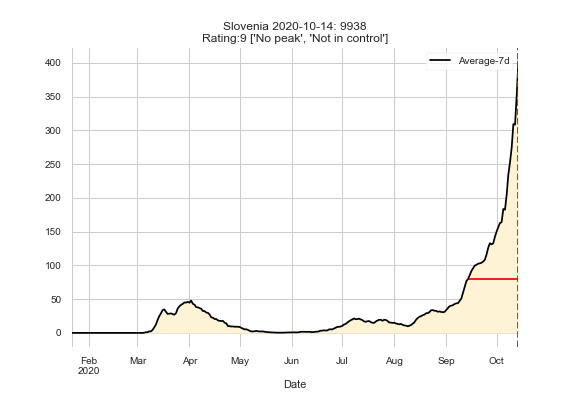 Slovenia 2020-10-14: 9938
Rating:9 ['No peak', 'Not in control']
Average-7d
400
350
300
250
200
150
100
50
0
Feb Mar Apr May Jun Jul Aug Sep Oct
2020
Date